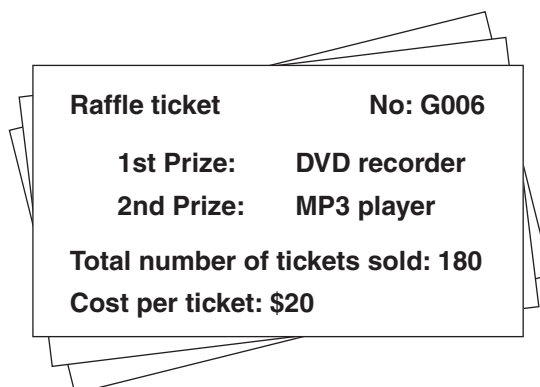 Raffle ticket No: G006
1st Prize: DVD recorder
2nd Prize: MP3 player
Total number of tickets sold: 180
Cost per ticket: $20